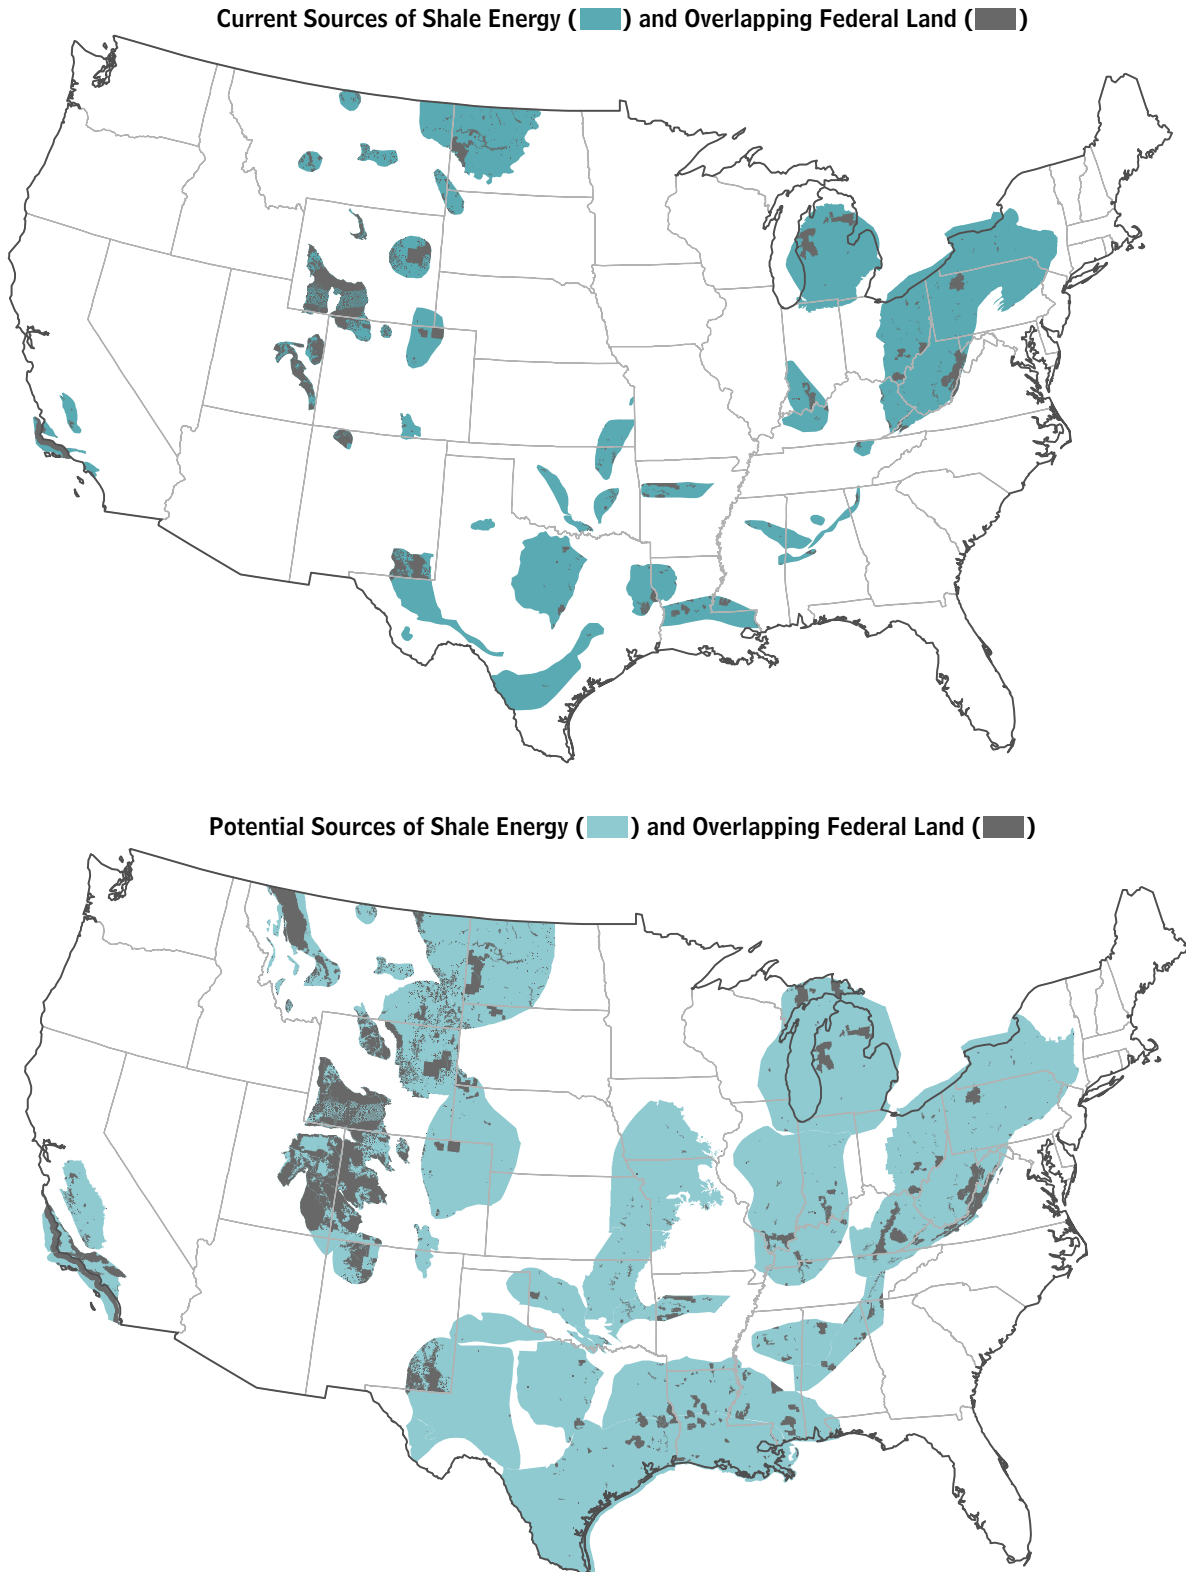 Current Sources of Shale Energy ( ) and Overlapping Federal Land ( )
Potential Sources of Shale Energy ( ) and Overlapping Federal Land ( )